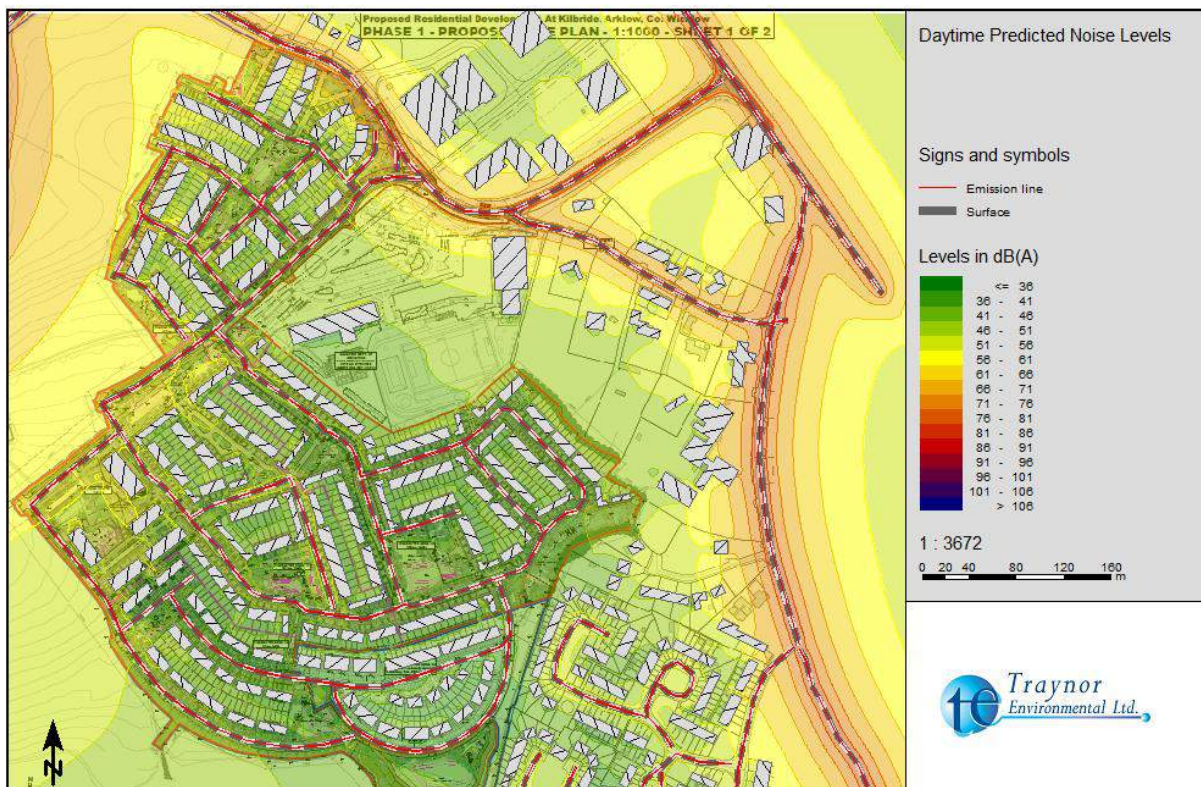 Proposed Residential Develop At Kilbride, Arklow, Co. Wicklow
PHASE 1 - PROPOS E PLAN - 1:1000 - SHEET 1 OF 2
Daytime Predicted Noise Levels
Signs and symbols
Emission line
Surface
Levels in dB(A)
<= 36
36 - 41
41 - 46
46 - 51
51 - 56
56 - 61
61 - 66
66 - 71
71 - 76
76 - 81
81 - 86
86 - 91
91 - 96
96 - 101
101 - 106
> 106
1 : 3672
0 20 40 80 120 160
m
te Traynor
Environmental Ltd.
N